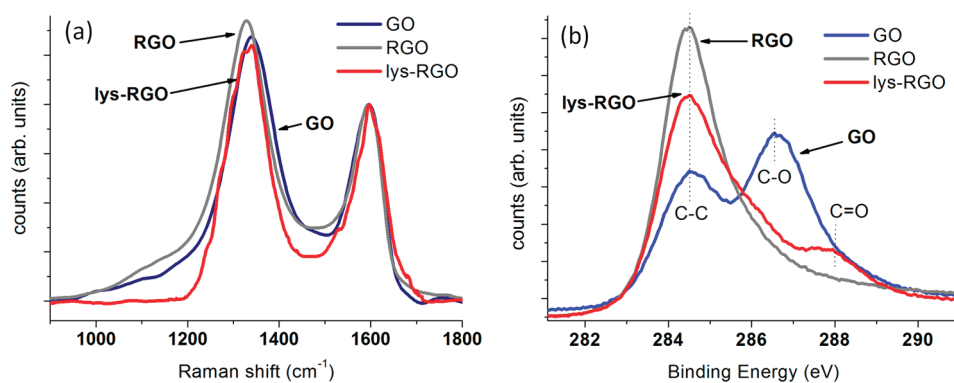 (a)
GO
RGO
lys-RGO
RGO
lys-RGO
GO
counts (arb. units)
1000 1200 1400 1600 1800
Raman shift (cm⁻¹)
(b)
GO
RGO
lys-RGO
RGO
lys-RGO
GO
C-O
C=O
C-C
counts (arb. units)
282 284 286 288 290
Binding Energy (eV)